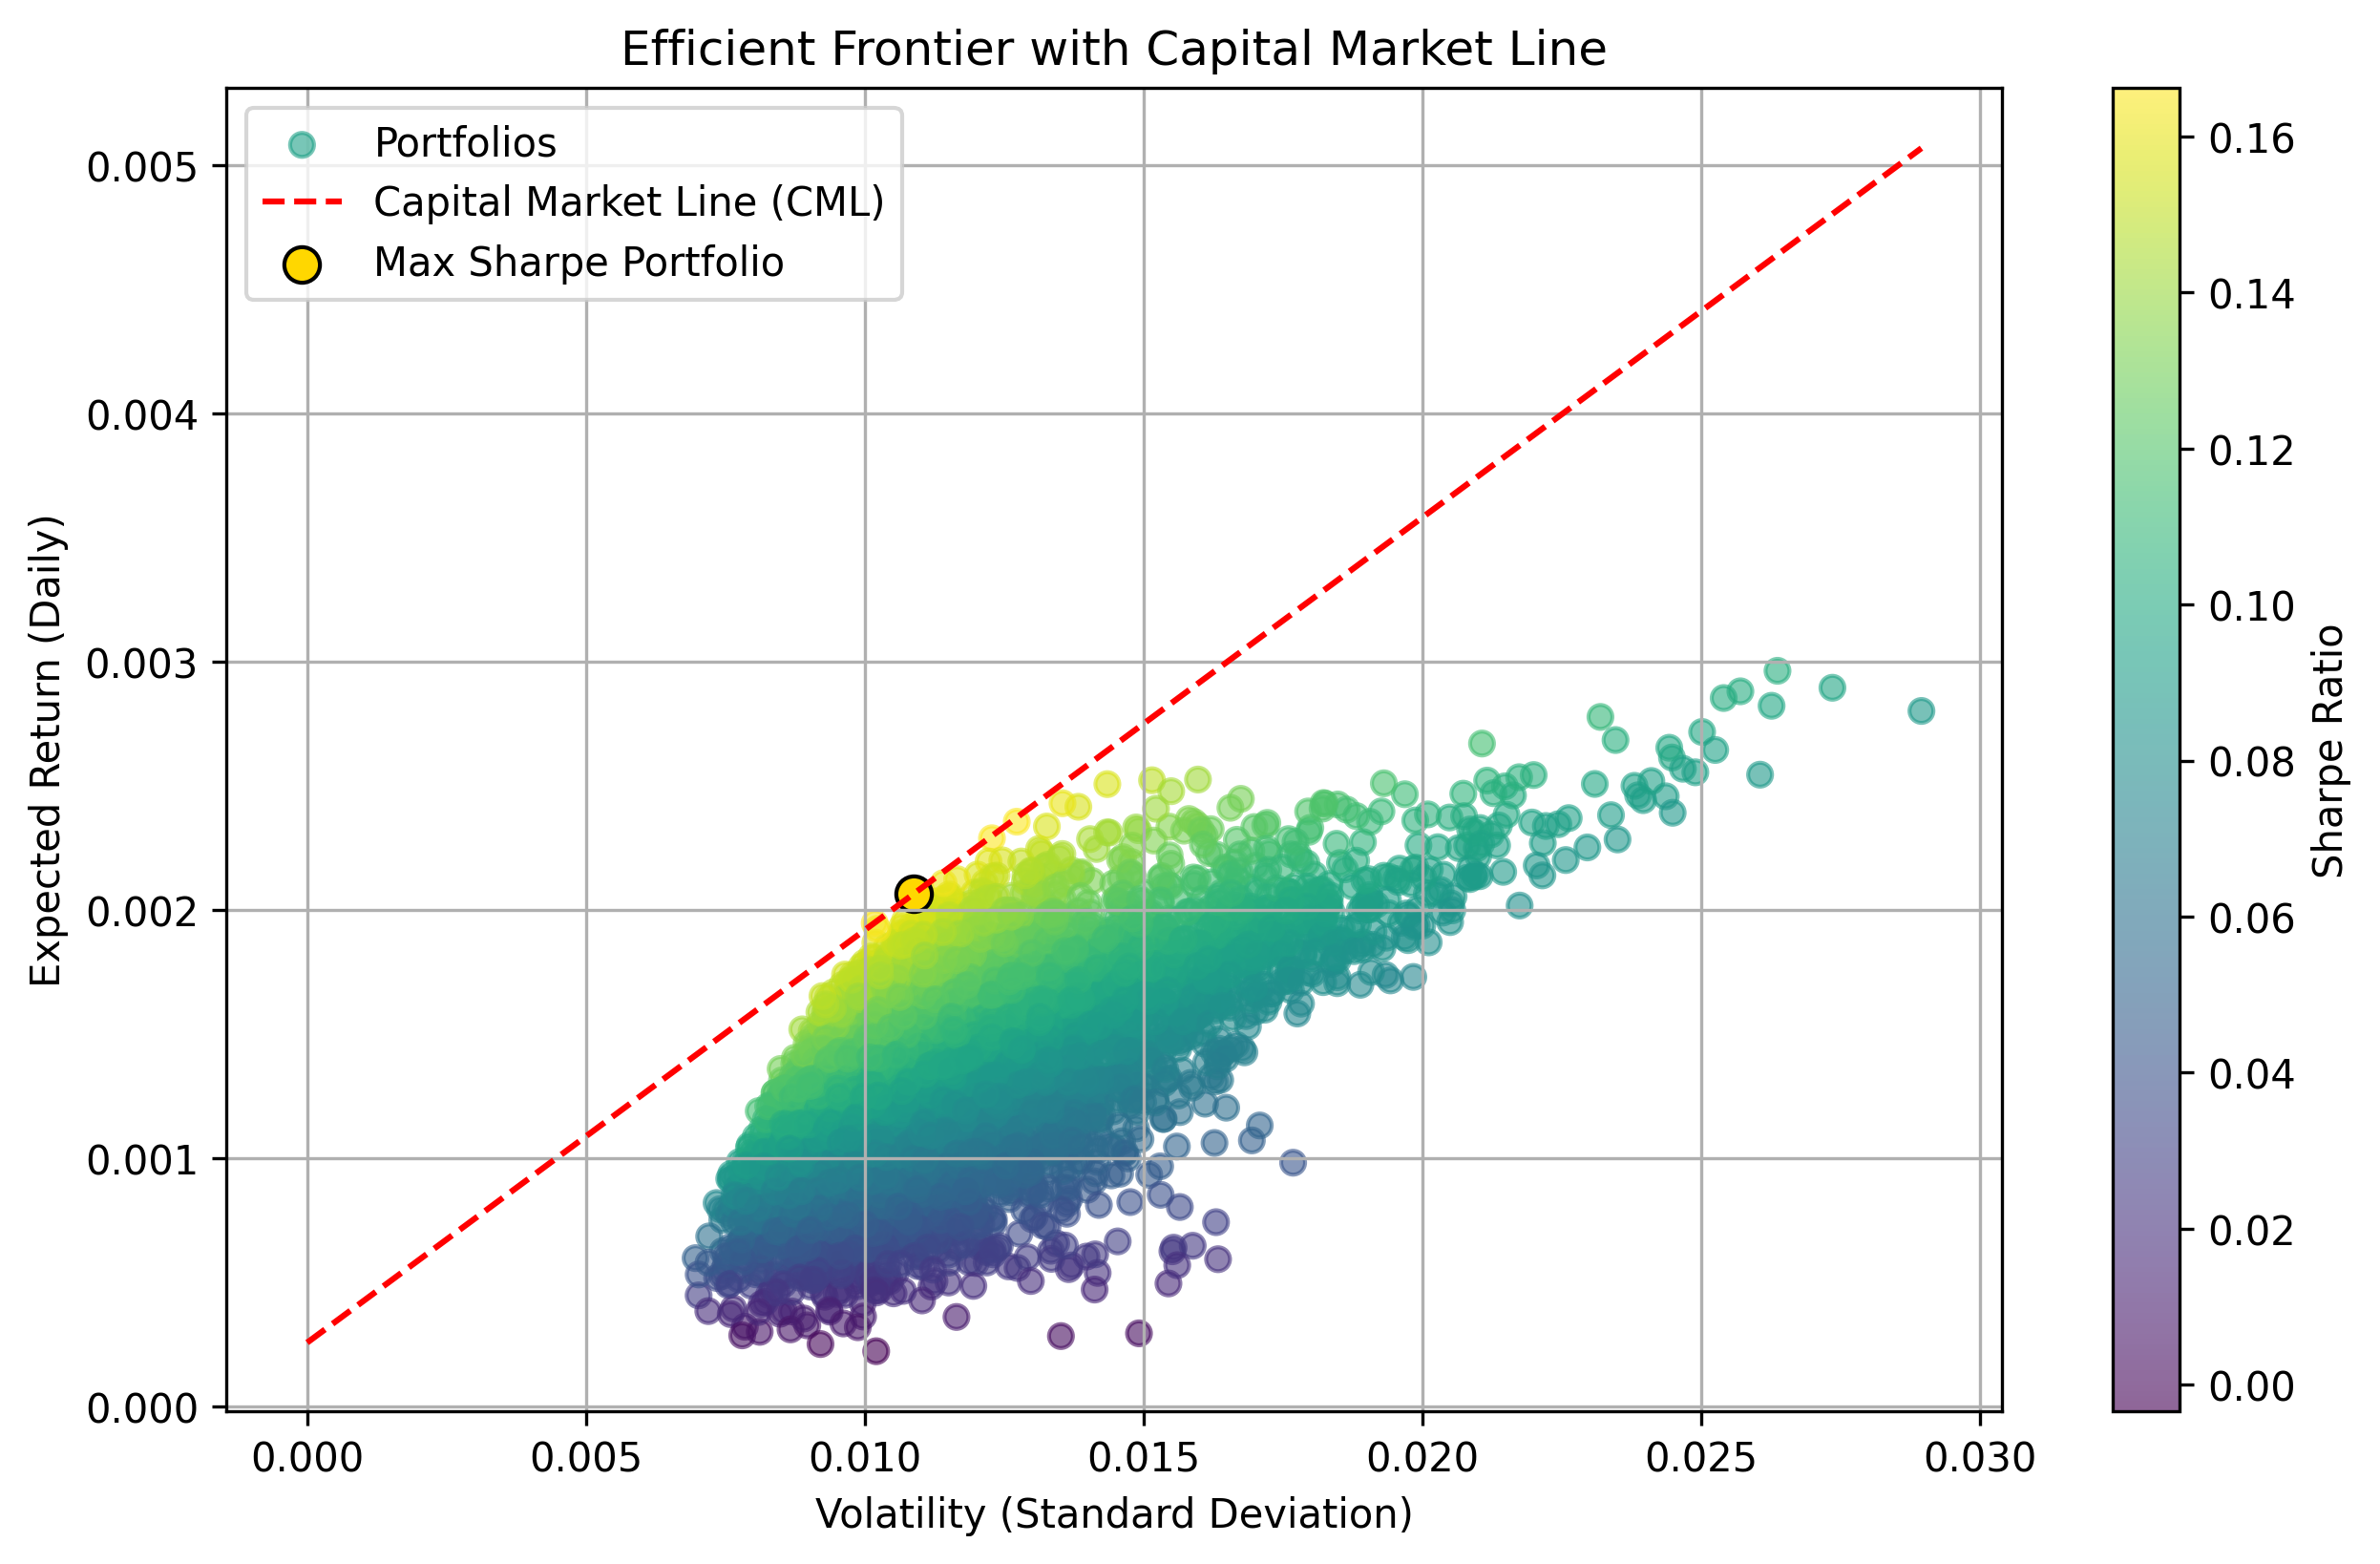 Efficient Frontier with Capital Market Line
Portfolios
Capital Market Line (CML)
Max Sharpe Portfolio
Expected Return (Daily)
0.005
0.004
0.003
0.002
0.001
0.000
0.000 0.005 0.010 0.015 0.020 0.025 0.030
Volatility (Standard Deviation)
0.16
0.14
0.12
0.10
0.08
0.06
0.04
0.02
0.00
Sharpe Ratio